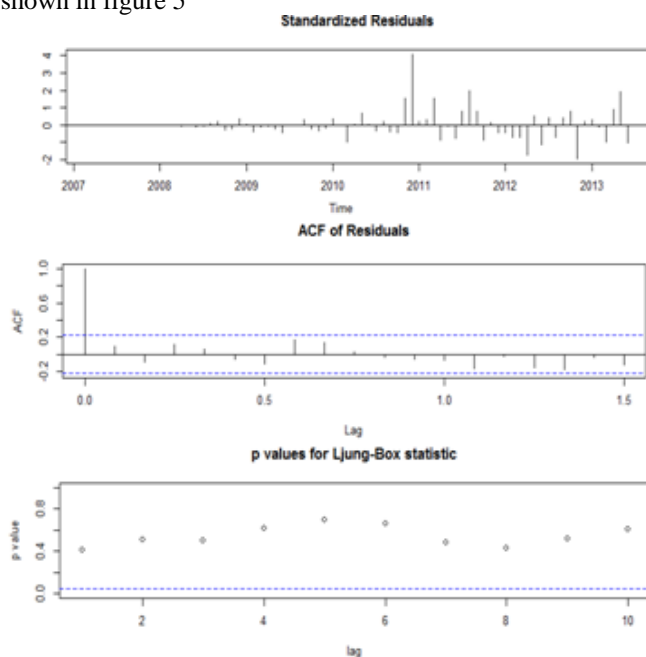 shown in figure 5
Standardized Residuals
4
3
2
1
0
-2
2007 2008 2009 2010 2011 2012 2013
Time
ACF of Residuals
ACF
1.0
0.6
0.2
-0.2
0.0 0.5 1.0 1.5
Lag
p values for Ljung-Box statistic
p value
0.8
0.4
0.0
2 4 6 8 10
lag